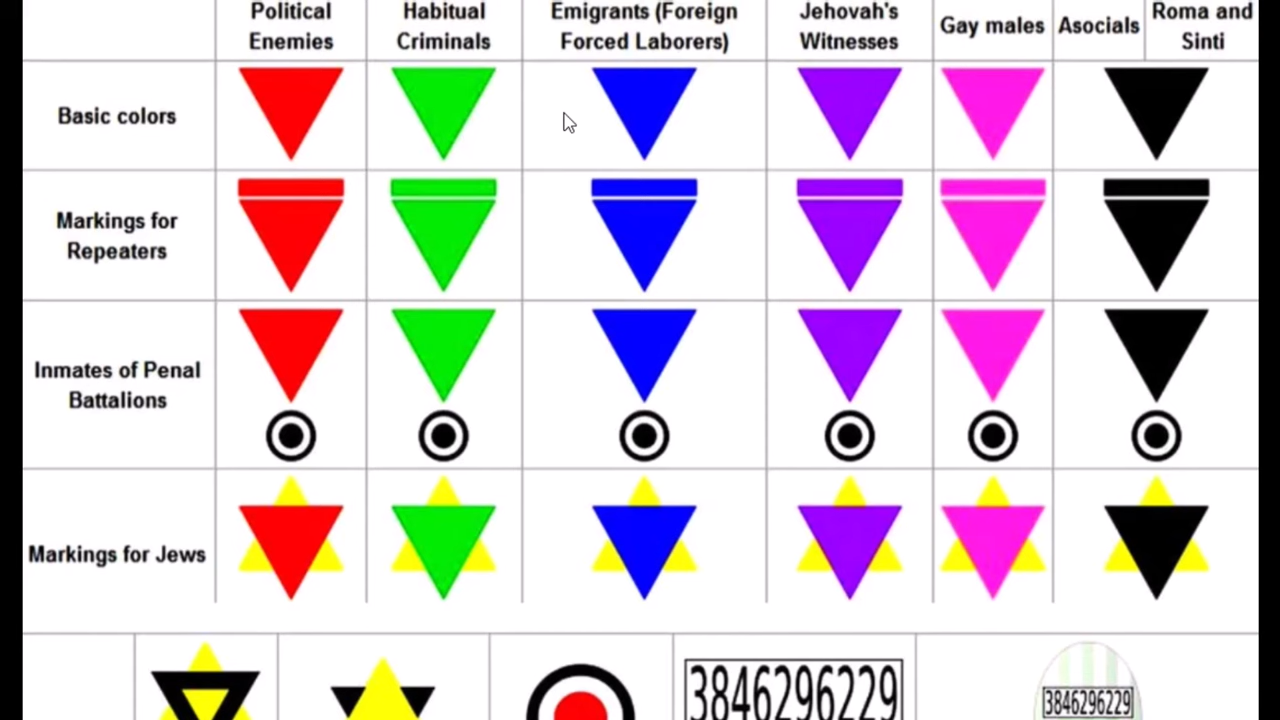 Political
Enemies
Habitual
Criminals
Emigrants (Foreign
Forced Laborers)
Jehovah's
Witnesses
Gay males
Asocials
Roma and
Sinti
Basic colors
Markings for
Repeaters
Inmates of Penal
Battalions
Markings for Jews
3846296229
3846296229